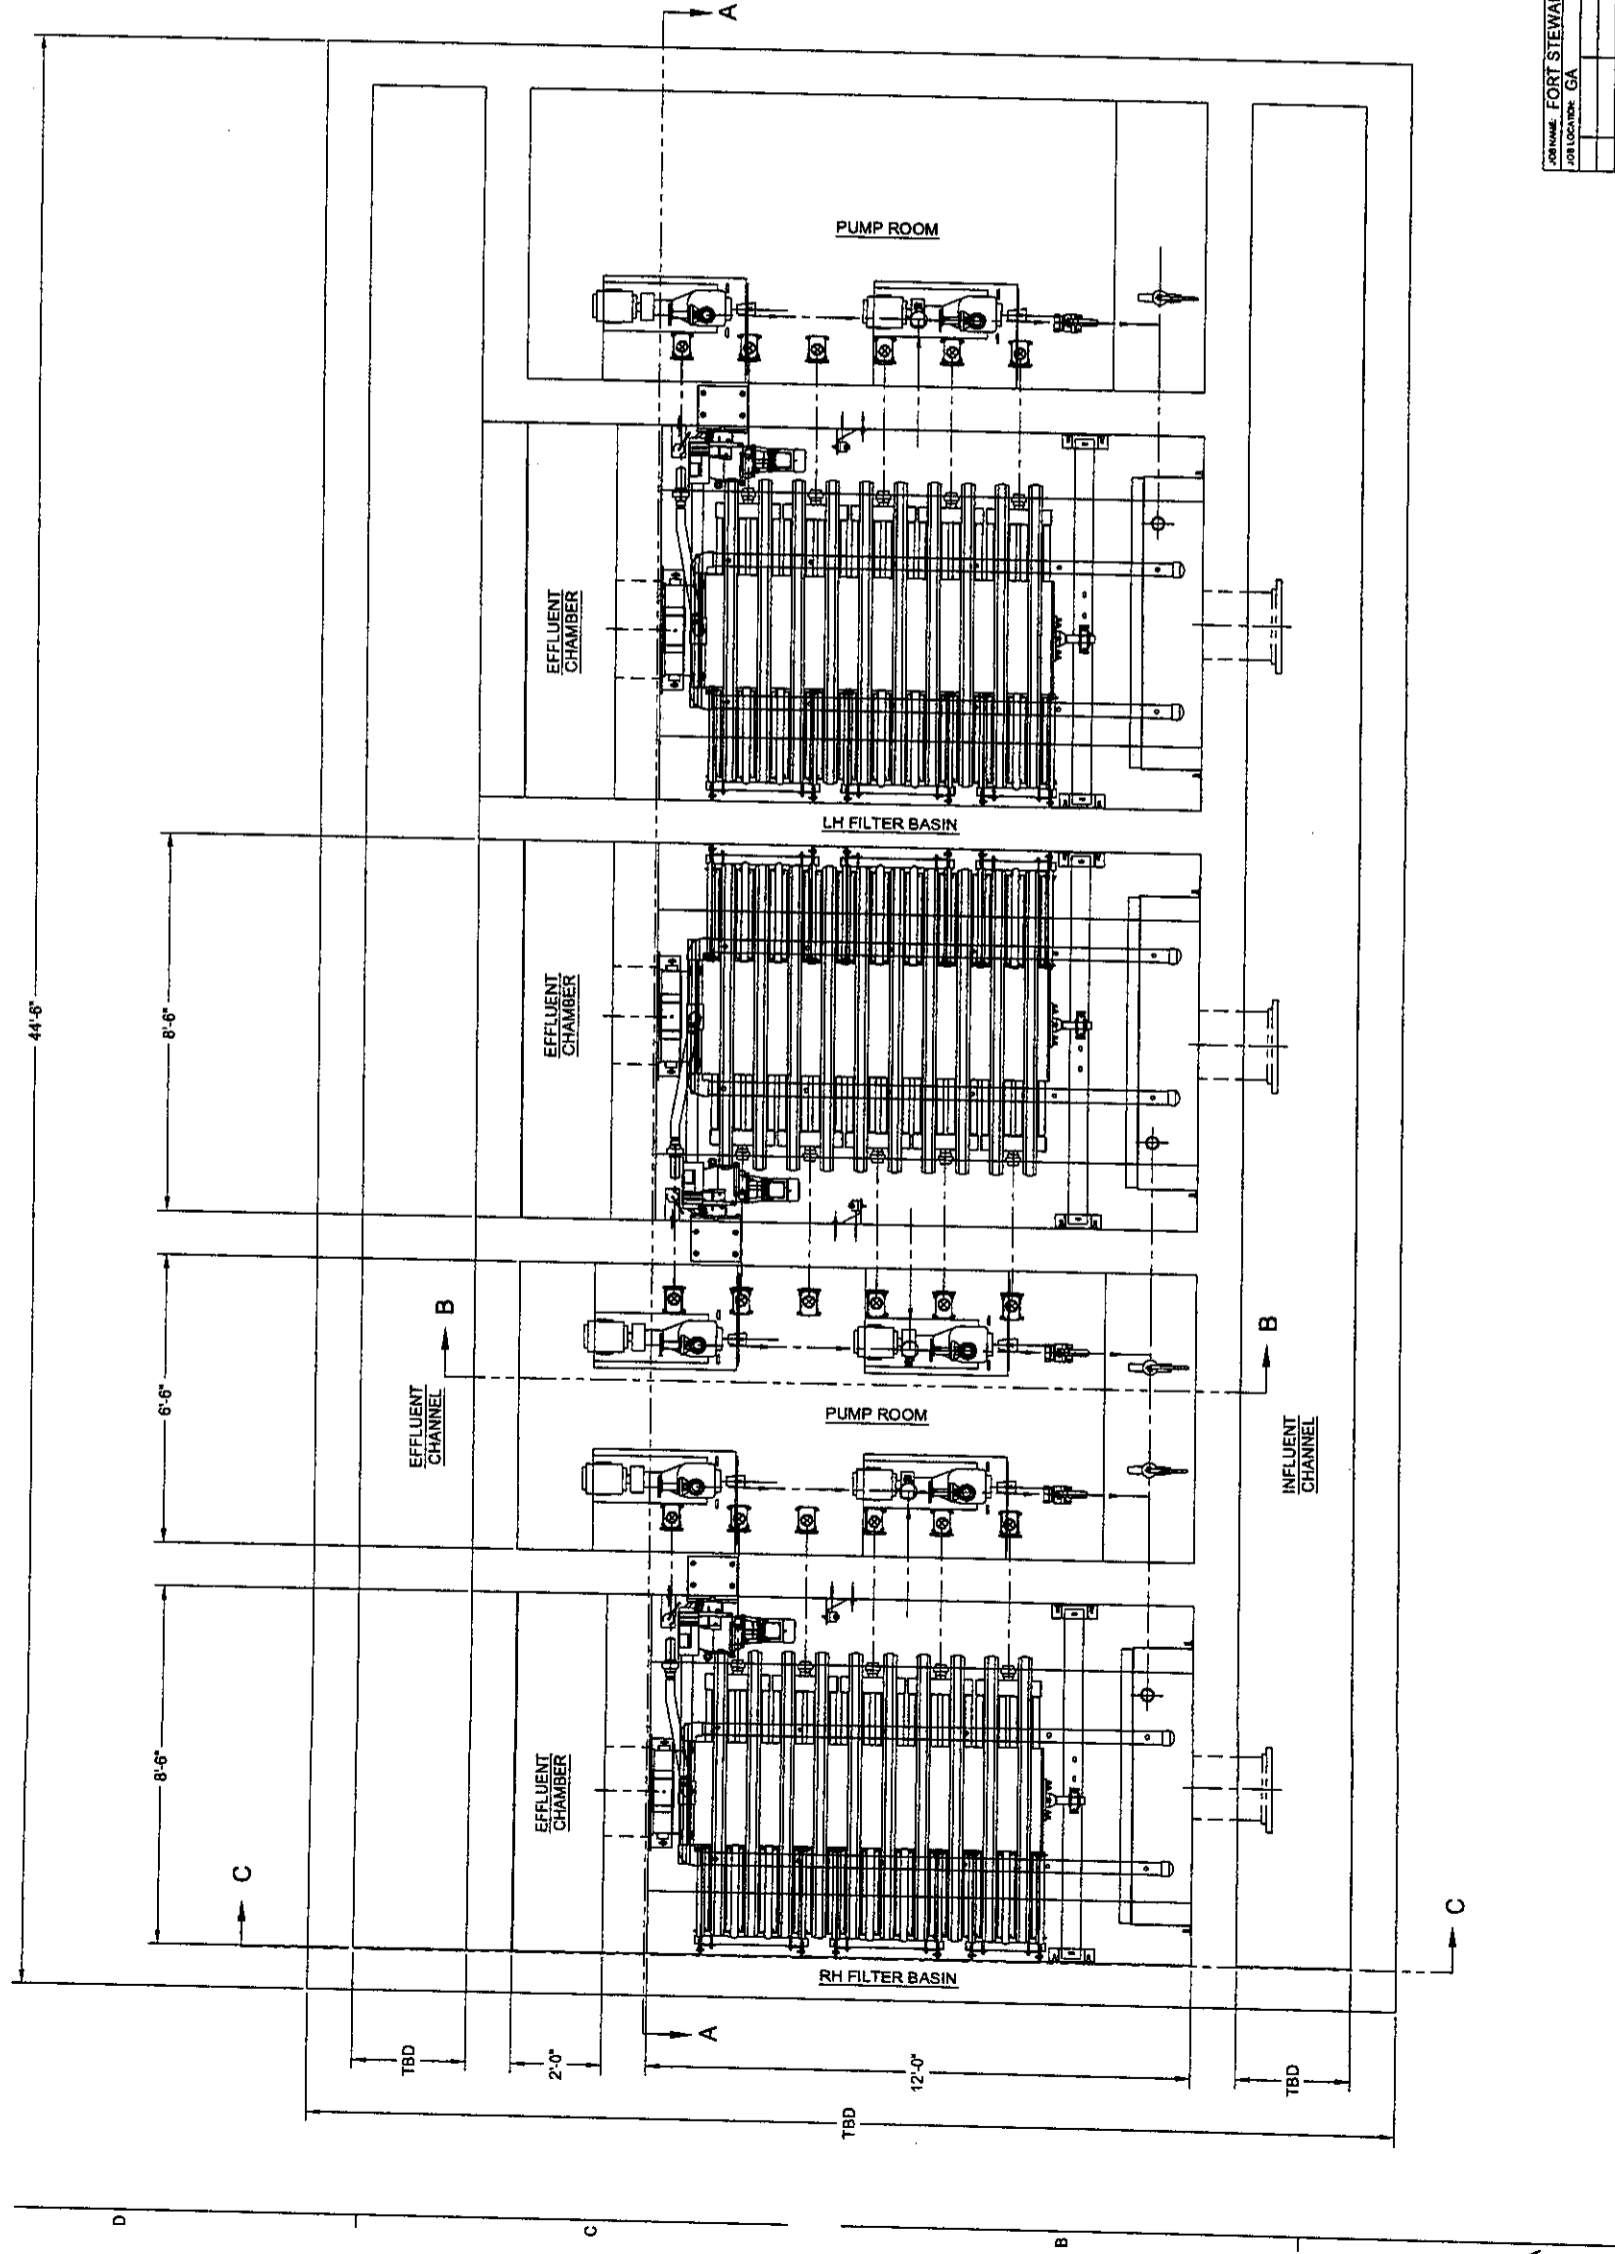 A
JOB NAME: FORT STEWA
JOB LOCATION: GA
PUMP ROOM
EFFLUENT
CHAMBER
LH FILTER BASIN
44'-6"
8'-6"
EFFLUENT
CHAMBER
6'-6"
B
B
EFFLUENT
CHANNEL
PUMP ROOM
INFLUENT
CHANNEL
8'-6"
EFFLUENT
CHAMBER
C
C
RH FILTER BASIN
A
TBD
2'-0"
12'-0"
TBD
TBD
D
C
B